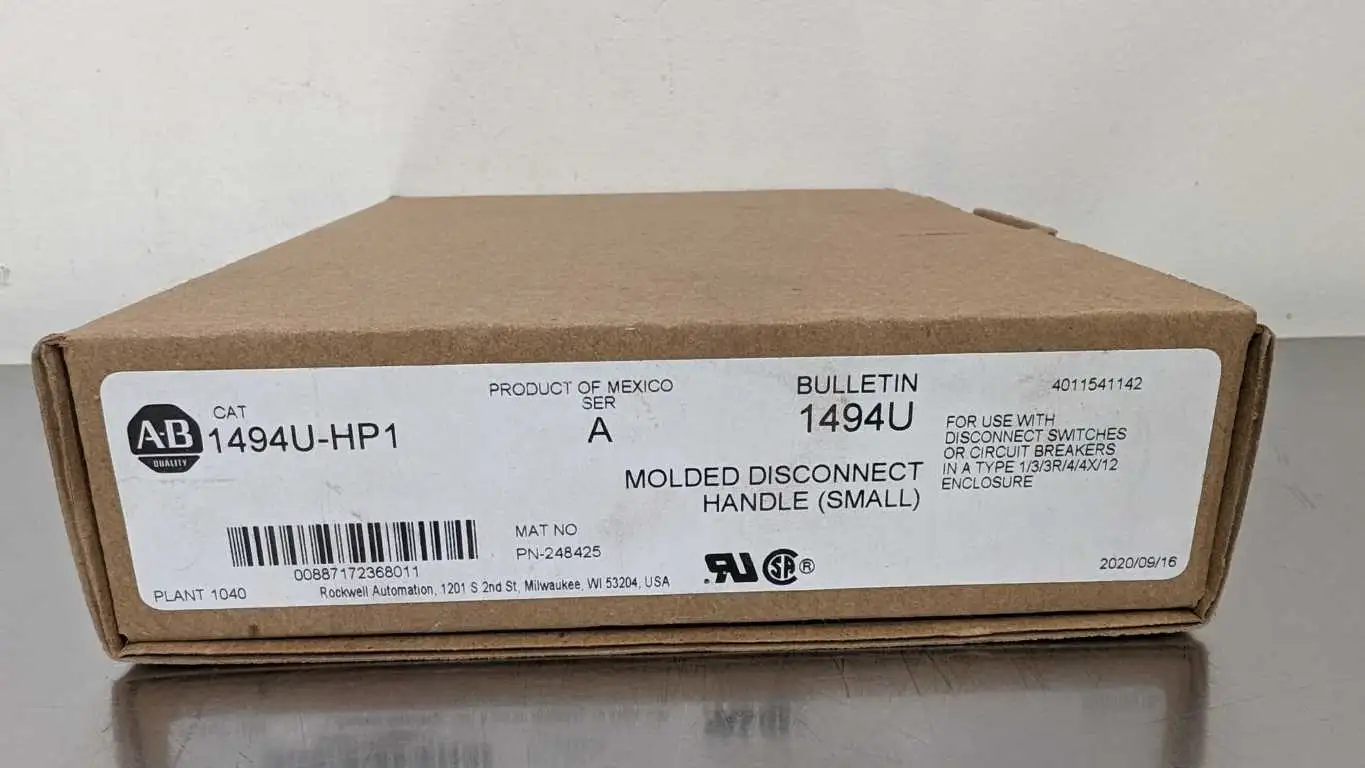 A-B
QUALITY
CAT
1494U-HP1
PRODUCT OF MEXICO
SER
A
BULLETIN
1494U
MOLDED DISCONNECT
HANDLE (SMALL)
4011541142
FOR USE WITH
DISCONNECT SWITCHES
OR CIRCUIT BREAKERS
IN A TYPE 1/3/3R/4/4X/12
ENCLOSURE
00887172368011
MAT NO
PN-248425
PLANT 1040
Rockwell Automation, 1201 S 2nd St, Milwaukee, WI 53204, USA
RU
SA®
2020/09/16